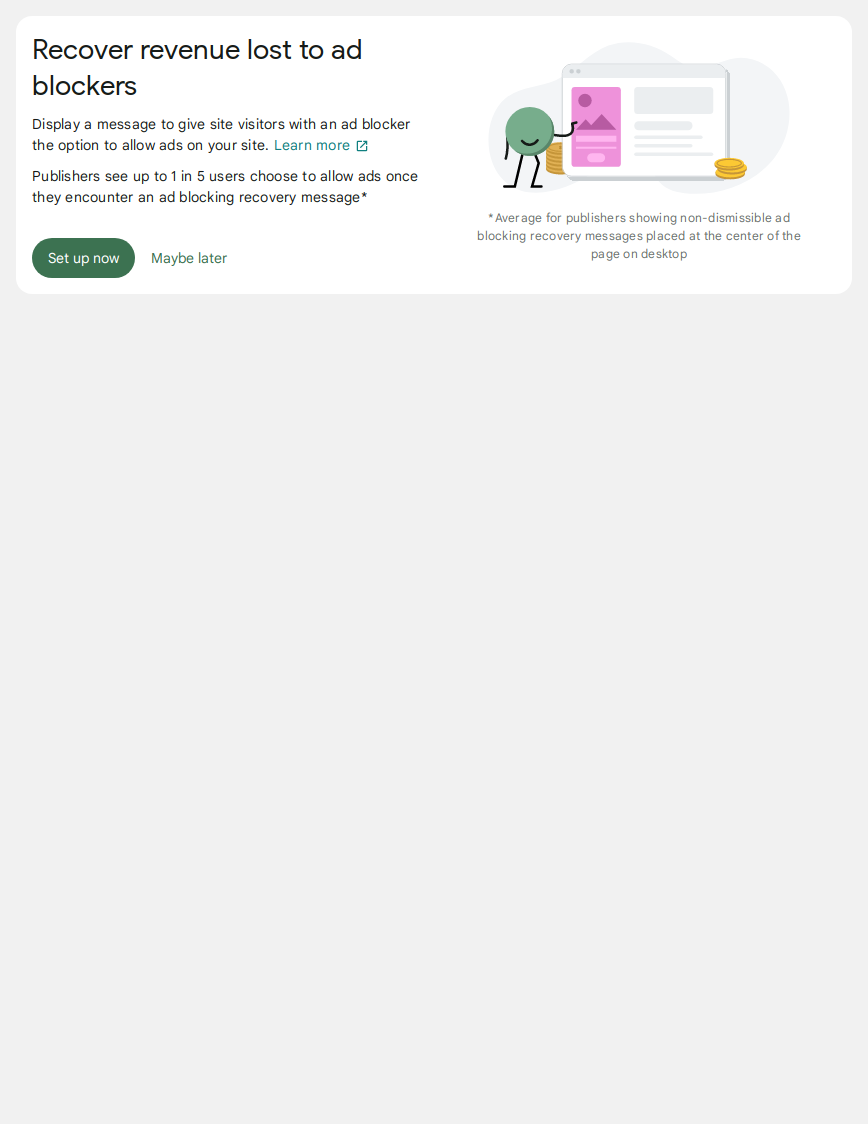 Recover revenue lost to ad
blockers
Display a message to give site visitors with an ad blocker
the option to allow ads on your site. Learn more
Publishers see up to 1 in 5 users choose to allow ads once
they encounter an ad blocking recovery message*
Set up now
Maybe later
*Average for publishers showing non-dismissible ad
blocking recovery messages placed at the center of the
page on desktop